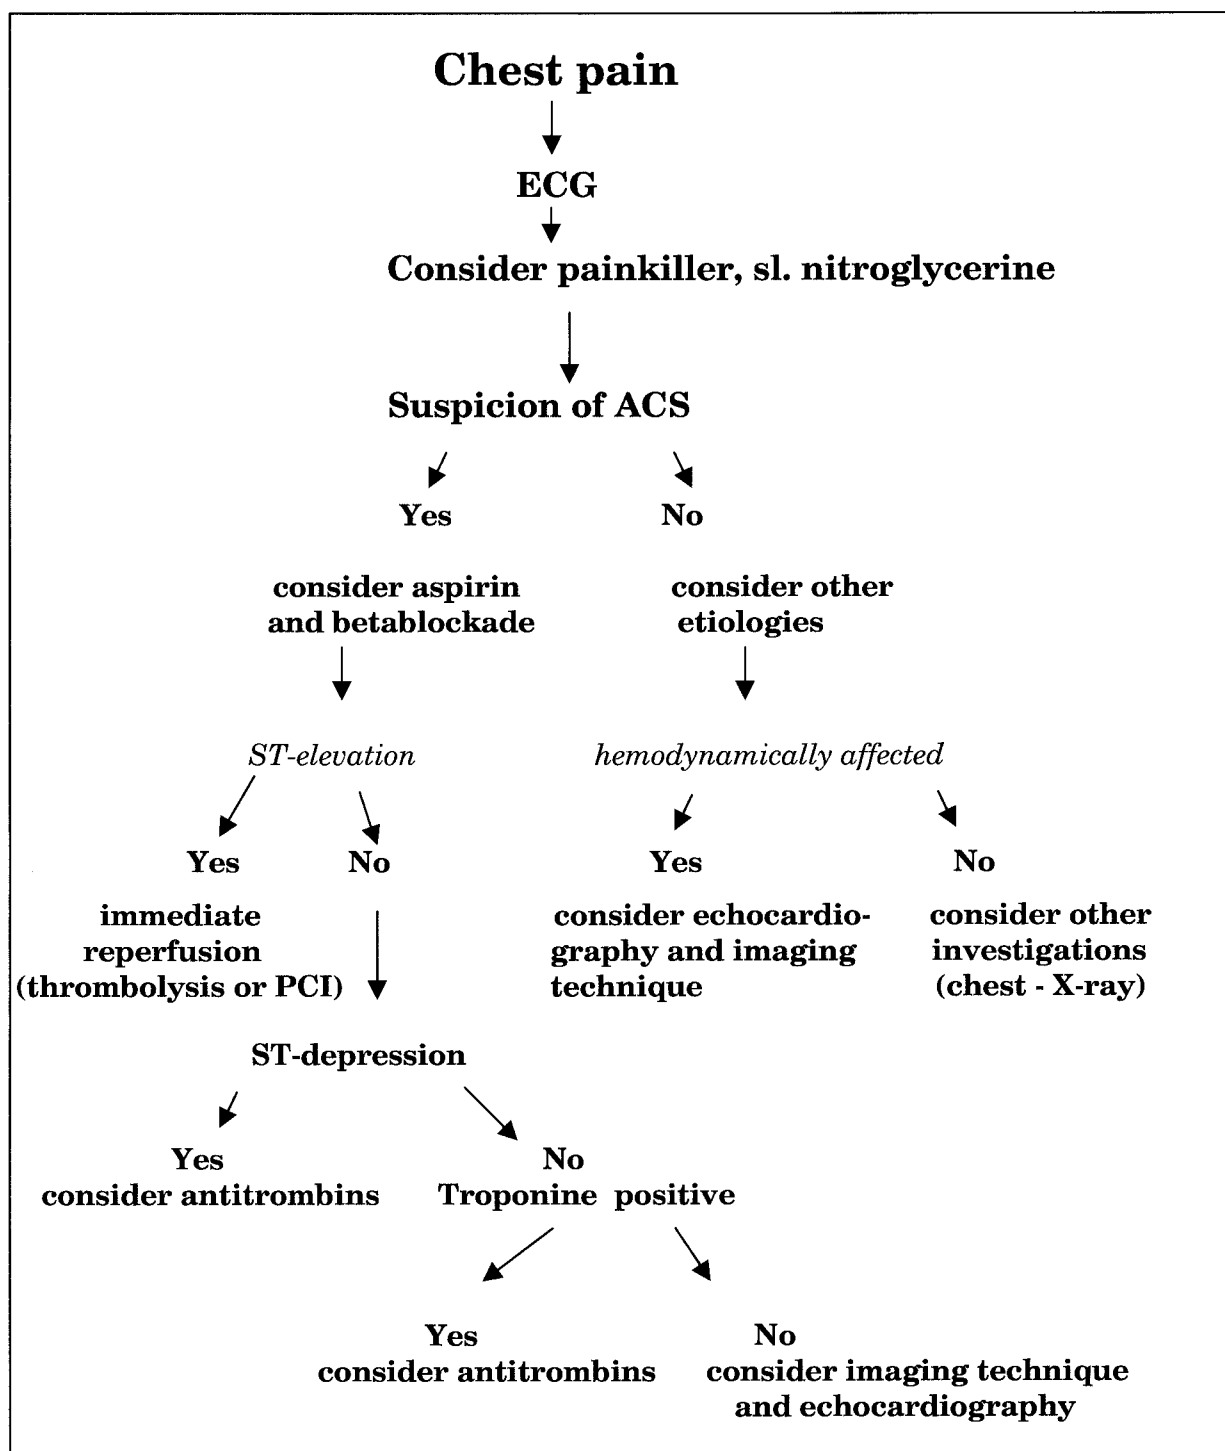 Chest pain
ECG
Consider painkiller, sl. nitroglycerine
Suspicion of ACS
Yes
No
consider aspirin
and betablockade
consider other
etiologies
ST-elevation
hemodynamically affected
Yes
No
Yes
No
immediate
reperfusion
(thrombolysis or PCI)
consider echocardio-
graphy and imaging
technique
consider other
investigations
(chest - X-ray)
ST-depression
Yes
consider antitrombins
No
Troponine positive
Yes
consider antitrombins
No
consider imaging technique
and echocardiography